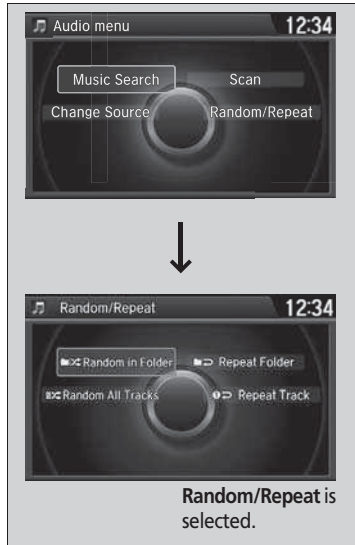 Audio menu 12:34
Music Search Scan
Change Source Random/Repeat
Random/Repeat 12:34
Random in Folder Repeat Folder
Random All Tracks Repeat Track
Random/Repeat is
selected.